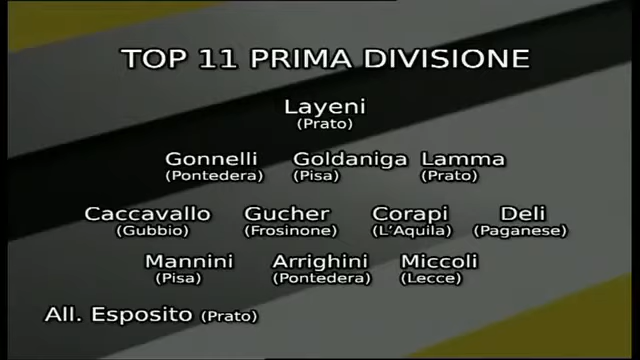 TOP 11 PRIMA DIVISIONE
Layeni
(Prato)
Gonnelli Goldaniga Lamma
(Pontedera) (Pisa) (Prato)
Caccavallo Gucher Corapi Deli
(Gubbio) (Frosinone) (L'Aquila) (Paganese)
Mannini Arrighini Miccoli
(Pisa) (Pontedera) (Lecce)
All. Esposito (Prato)